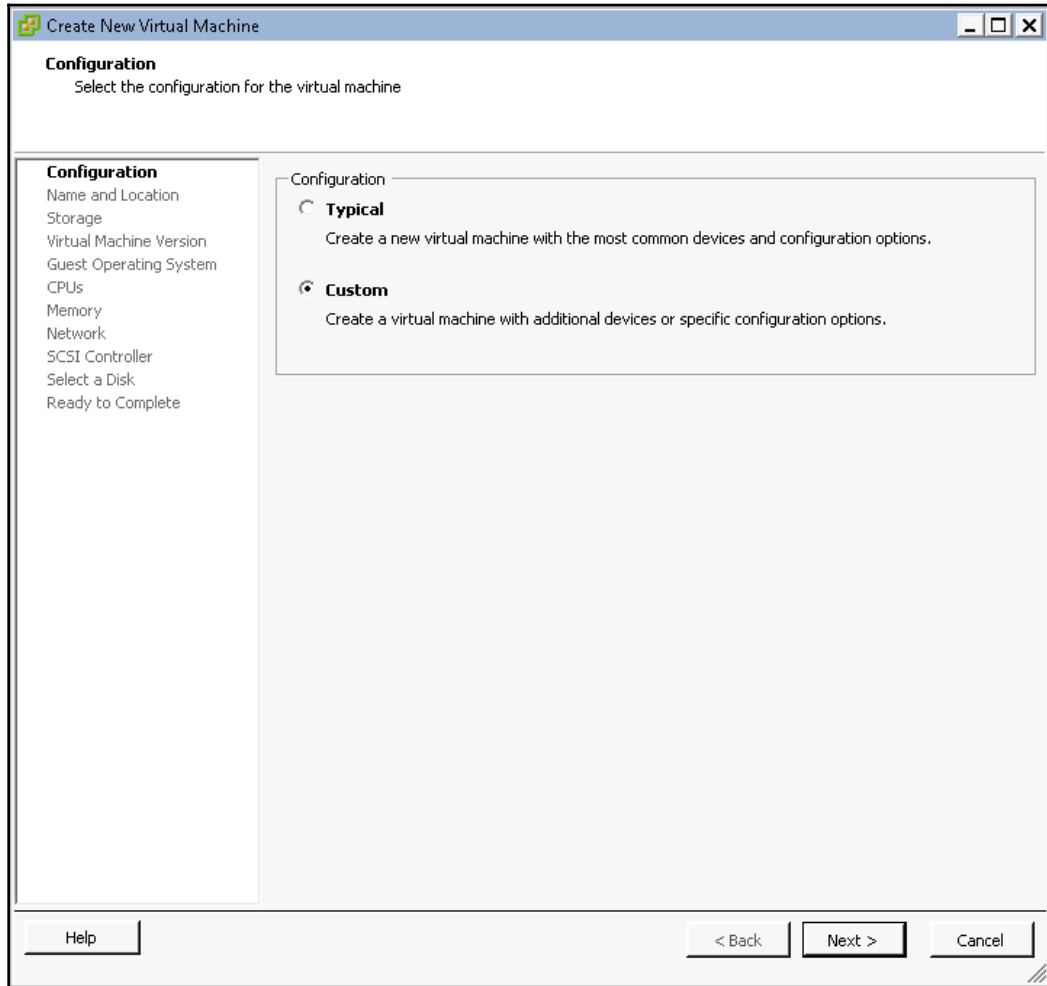 Create New Virtual Machine
Configuration
Select the configuration for the virtual machine
Configuration
Name and Location
Storage
Virtual Machine Version
Guest Operating System
CPUs
Memory
Network
SCSI Controller
Select a Disk
Ready to Complete
Configuration
Typical
Create a new virtual machine with the most common devices and configuration options.
Custom
Create a virtual machine with additional devices or specific configuration options.
Help
< Back
Next >
Cancel